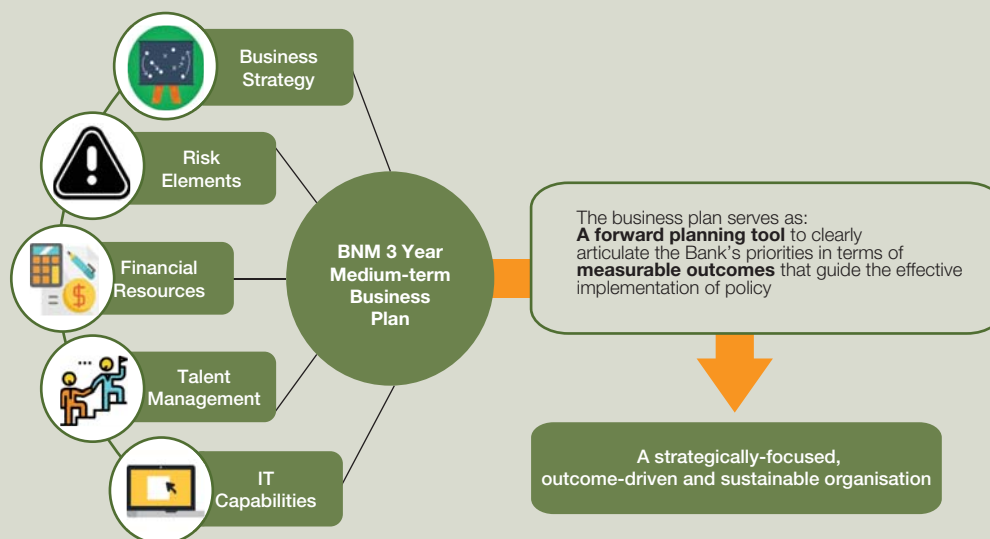 Business
Strategy
Risk
Elements
Financial
Resources
Talent
Management
IT
Capabilities
BNM 3 Year
Medium-term
Business
Plan
The business plan serves as:
A forward planning tool to clearly
articulate the Bank's priorities in terms of
measurable outcomes that guide the effective
implementation of policy
A strategically-focused,
outcome-driven and sustainable organisation